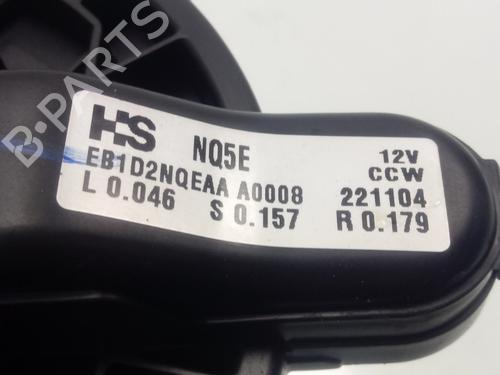 B-PARTS
HS NQ5E 12V
CCW
EB1D2NQEAA A0008 221104
L 0.046 S 0.157 R 0.179